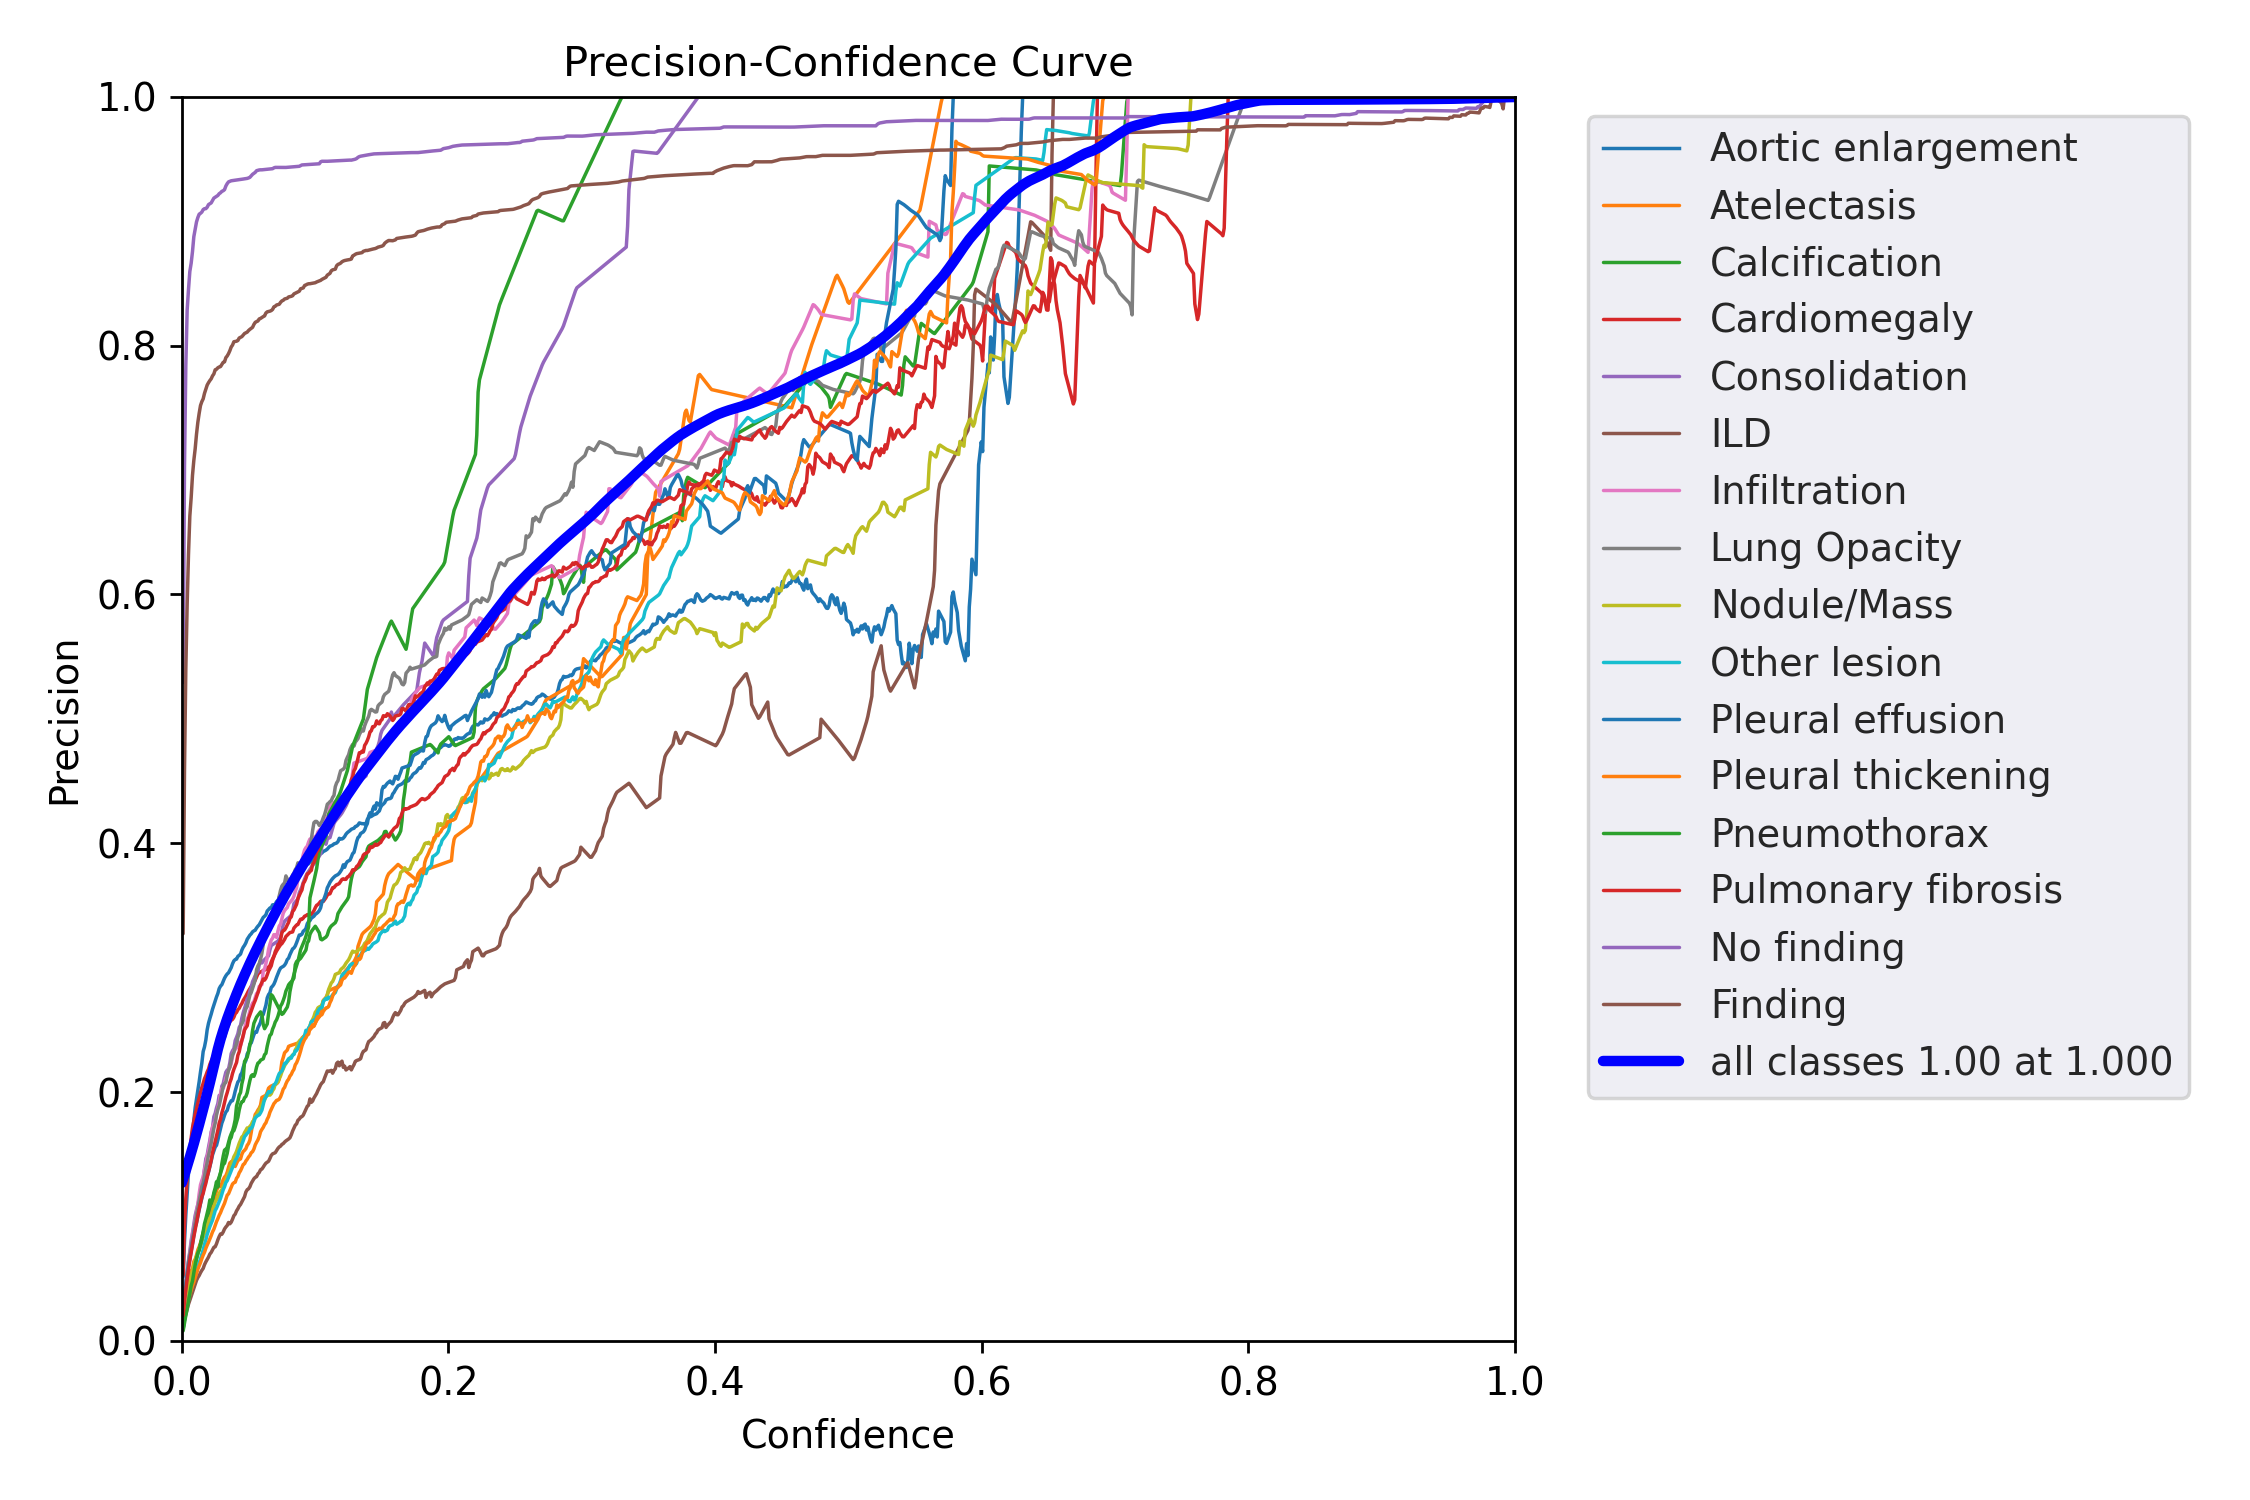 Precision-Confidence Curve
1.0
0.8
0.6
0.4
0.2
0.0
Precision
0.0 0.2 0.4 0.6 0.8 1.0
Confidence
Aortic enlargement
Atelectasis
Calcification
Cardiomegaly
Consolidation
ILD
Infiltration
Lung Opacity
Nodule/Mass
Other lesion
Pleural effusion
Pleural thickening
Pneumothorax
Pulmonary fibrosis
No finding
Finding
all classes 1.00 at 1.000